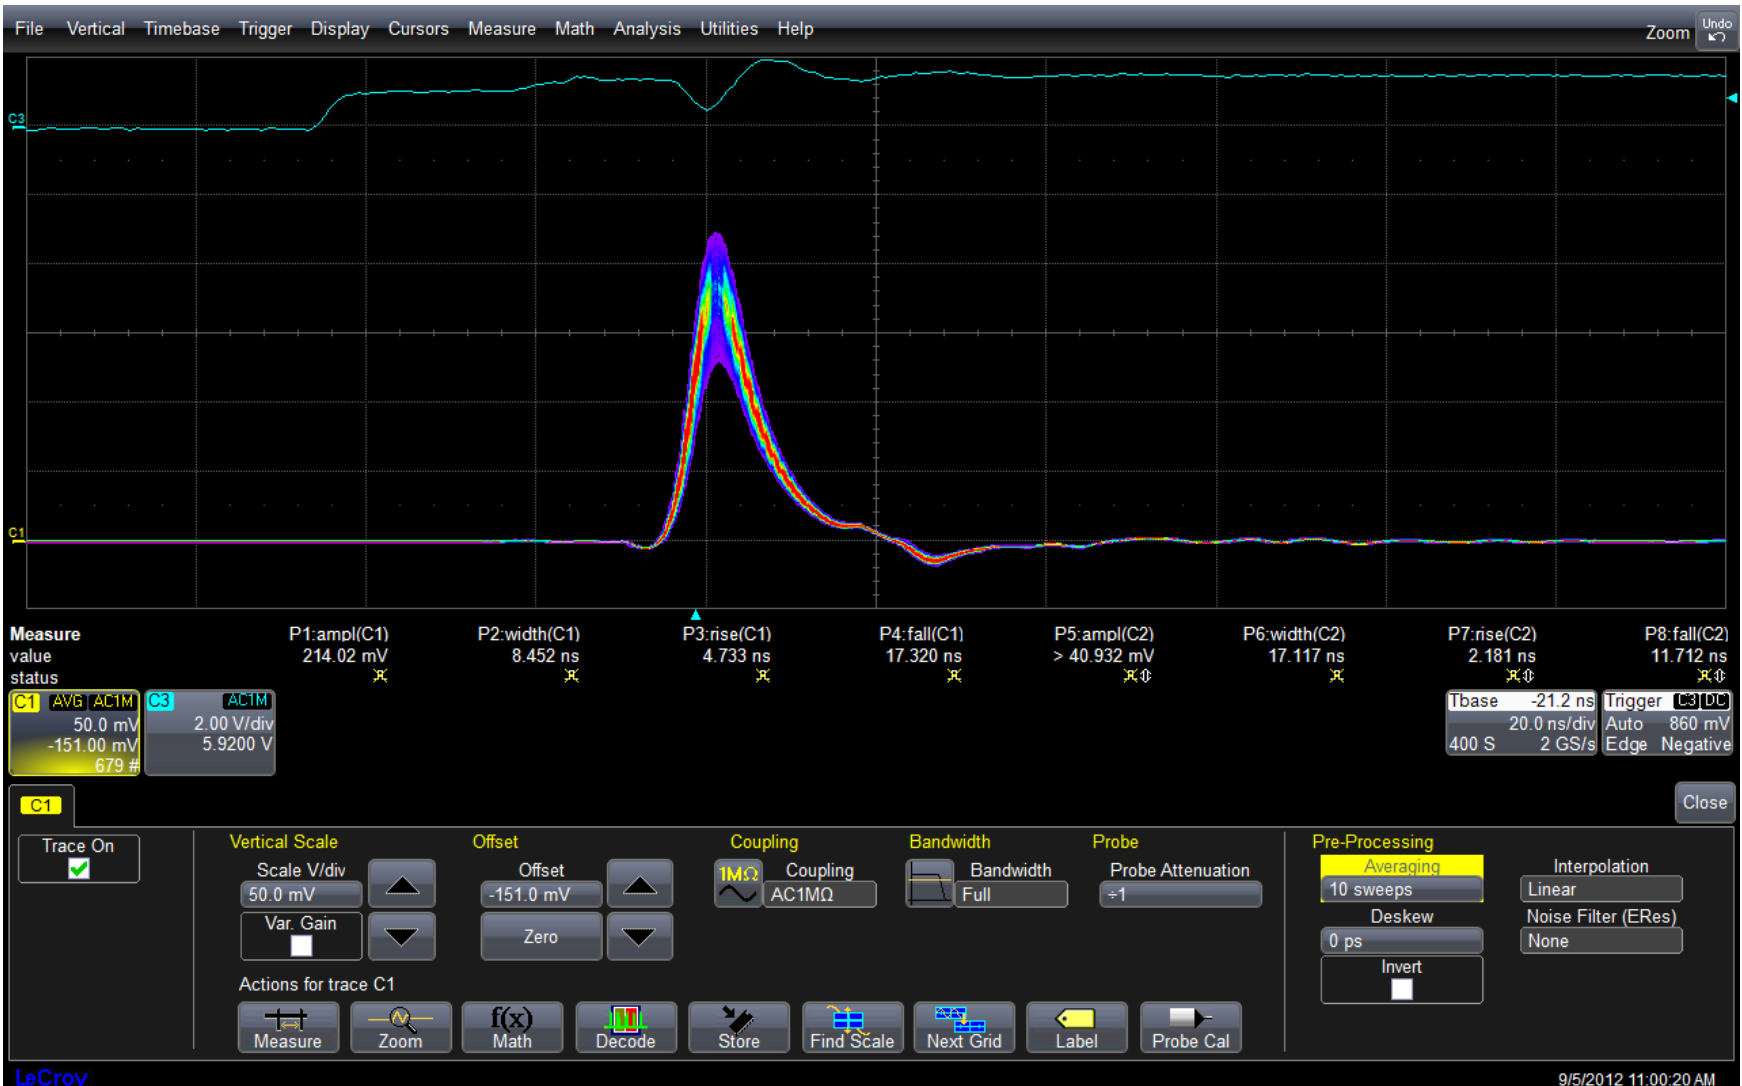 File Vertical Timebase Trigger Display Cursors Measure Math Analysis Utilities Help
Zoom Undo
C3
C1
Measure P1:ampl(C1) P2:width(C1) P3:rise(C1) P4:fall(C1) P5:ampl(C2) P6:width(C2) P7:rise(C2) P8:fall(C2)
value 214.02 mV 8.452 ns 4.733 ns 17.320 ns > 40.932 mV 17.117 ns 2.181 ns 11.712 ns
status
C1 AVG AC1M
50.0 mV
-151.00 mV
679 #
C3 AC1M
2.00 V/div
5.9200 V
Tbase -21.2 ns
20.0 ns/div
400 S 2 GS/s
Trigger C3 DC
Auto 860 mV
Edge Negative
C1
Close
Trace On
Vertical Scale
Scale V/div
50.0 mV
Var. Gain
Offset
Offset
-151.0 mV
Zero
Coupling
1MΩ
Coupling
AC1MΩ
Bandwidth
Bandwidth
Full
Probe
Probe Attenuation
÷1
Pre-Processing
Averaging
10 sweeps
Deskew
0 ps
Invert
Interpolation
Linear
Noise Filter (ERes)
None
Actions for trace C1
Measure
Zoom
f(x)
Math
Decode
Store
Find Scale
Next Grid
Label
Probe Cal
LeCroy
9/5/2012 11:00:20 AM